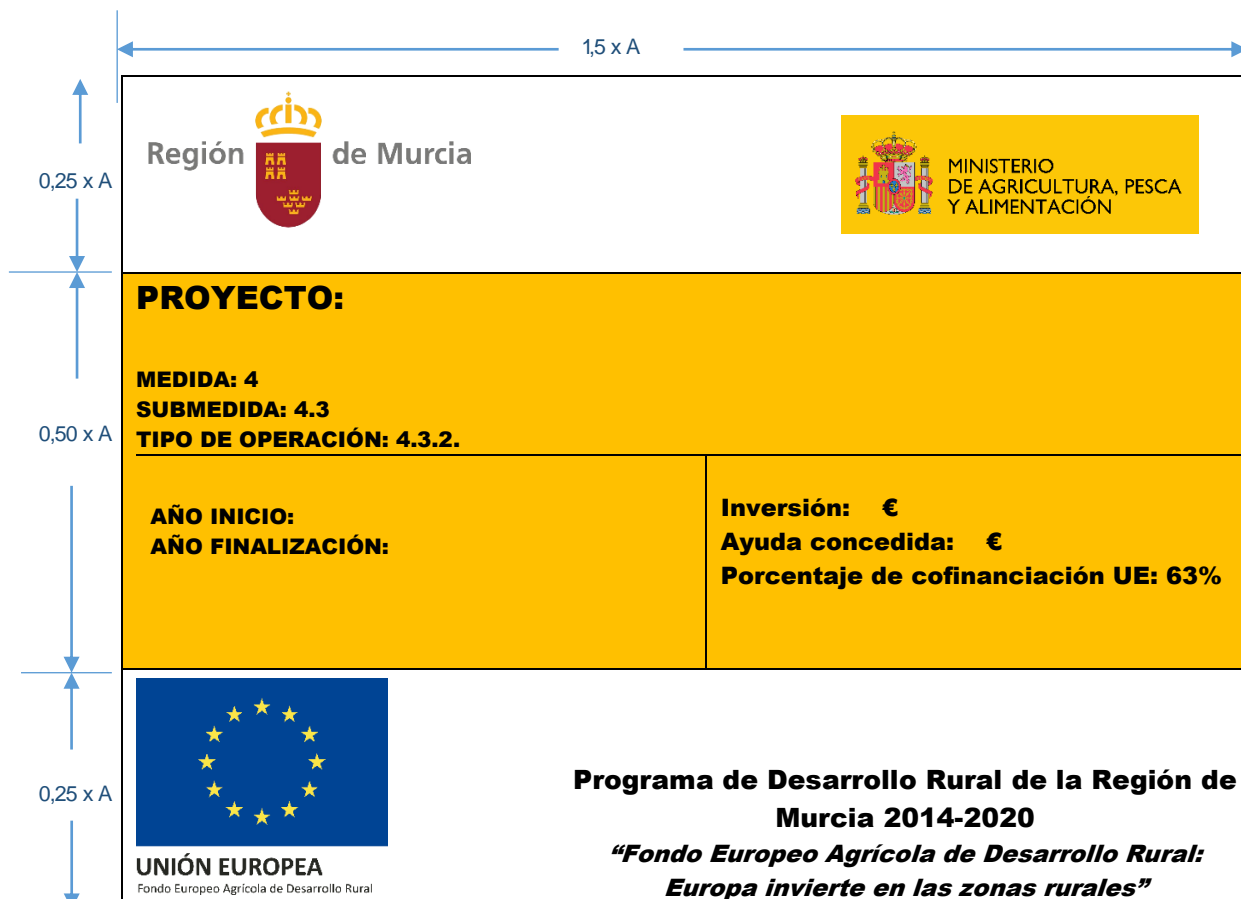 1,5 x A
Región de Murcia
MINISTERIO
DE AGRICULTURA, PESCA
Y ALIMENTACIÓN
0,25 x A
PROYECTO:
MEDIDA: 4
SUBMEDIDA: 4.3
TIPO DE OPERACIÓN: 4.3.2.
0,50 x A
AÑO INICIO:
AÑO FINALIZACIÓN:
Inversión: €
Ayuda concedida: €
Porcentaje de cofinanciación UE: 63%
0,25 x A
UNIÓN EUROPEA
Fondo Europeo Agrícola de Desarrollo Rural
Programa de Desarrollo Rural de la Región de
Murcia 2014-2020
“Fondo Europeo Agrícola de Desarrollo Rural:
Europa invierte en las zonas rurales”